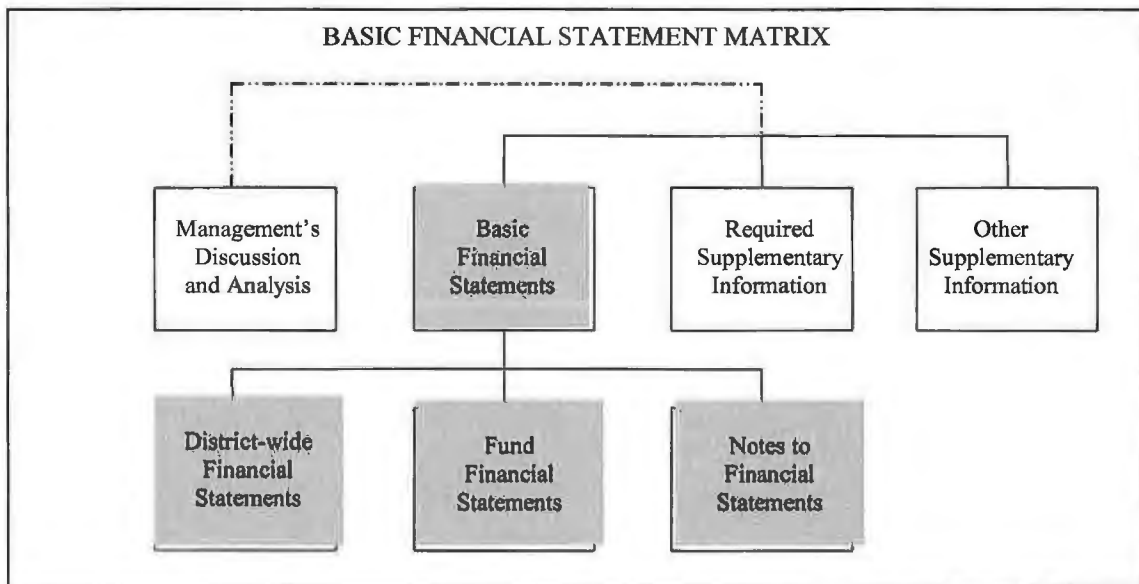 BASIC FINANCIAL STATEMENT MATRIX
Management's
Discussion
and Analysis
Basic
Financial
Statements
Required
Supplementary
Information
Other
Supplementary
Information
District-wide
Financial
Statements
Fund
Financial
Statements
Notes to
Financial
Statements